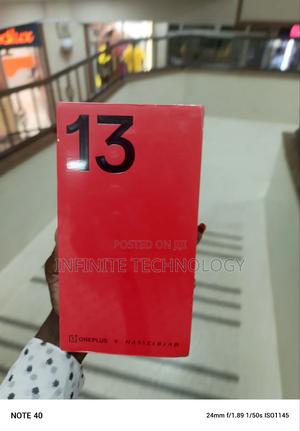 13
POSTED ON JiJi
INFINITE TECHNOLOGY
ONEPLUS HASSELBLAD
NOTE 40
24mm f/1.89 1/50s ISO1145